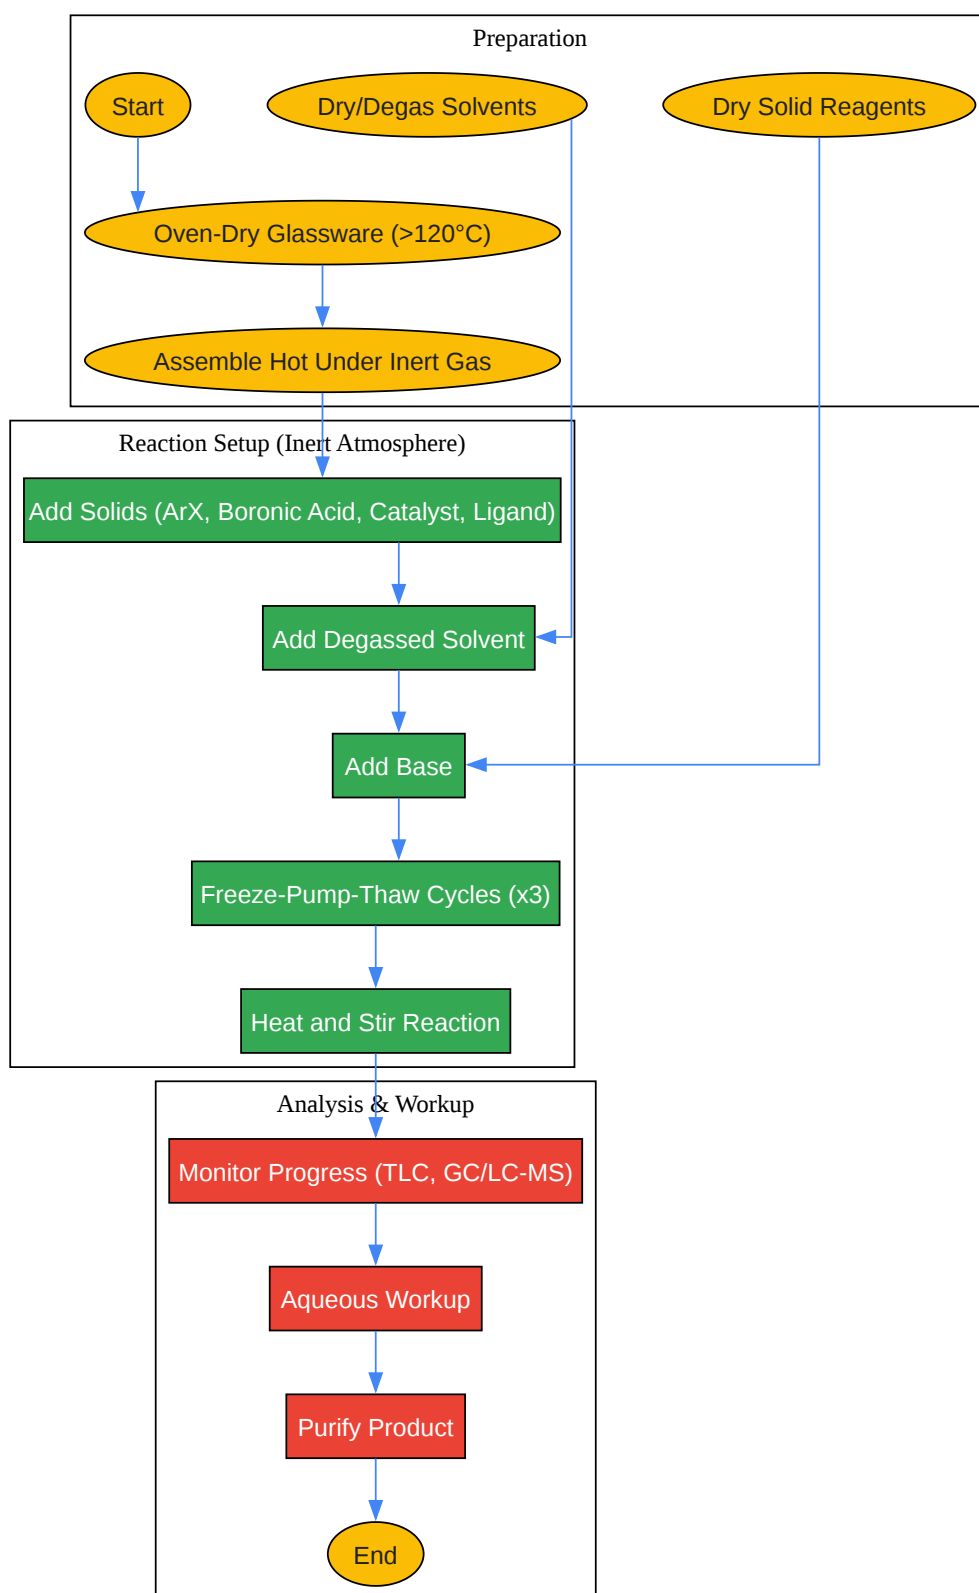 Preparation
Start
Dry/Degas Solvents
Dry Solid Reagents
Oven-Dry Glassware (>120°C)
Assemble Hot Under Inert Gas
Reaction Setup (Inert Atmosphere)
Add Solids (ArX, Boronic Acid, Catalyst, Ligand)
Add Degassed Solvent
Add Base
Freeze-Pump-Thaw Cycles (x3)
Heat and Stir Reaction
Analysis & Workup
Monitor Progress (TLC, GC/LC-MS)
Aqueous Workup
Purify Product
End